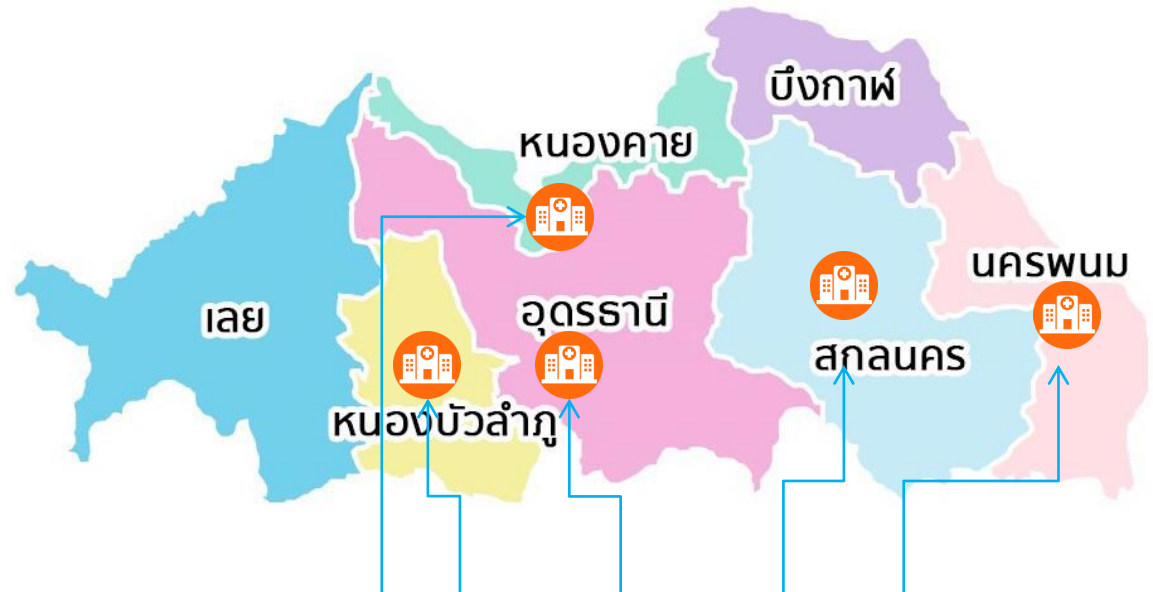 บึงกาฬ
หนองคาย
นครพนม
เลย
อุดรธานี
สกลนคร
หนองบัวลำภู